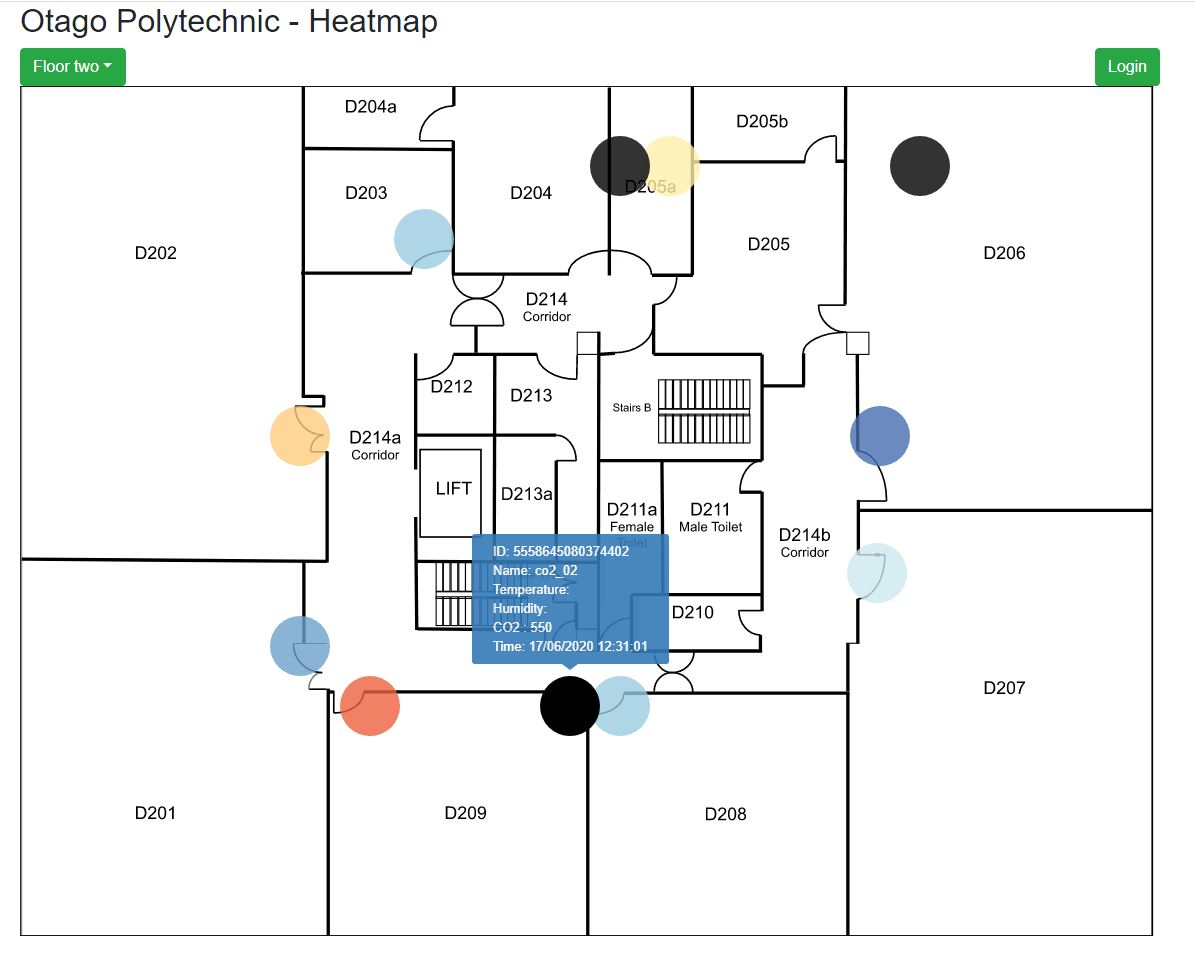 Otago Polytechnic - Heatmap
Floor two
Login
D204a
D205b
D203
D204
D205a
D202
D205
D206
D214
Corridor
D212
D213
Stairs B
D214a
Corridor
LIFT
D213a
D211a
Female
Toilet
D211
Male Toilet
D214b
Corridor
ID: 5558645080374402
Name: co2_02
Temperature:
Humidity:
CO2 : 550
Time: 17/06/2020 12:31:01
D210
D207
D201
D209
D208